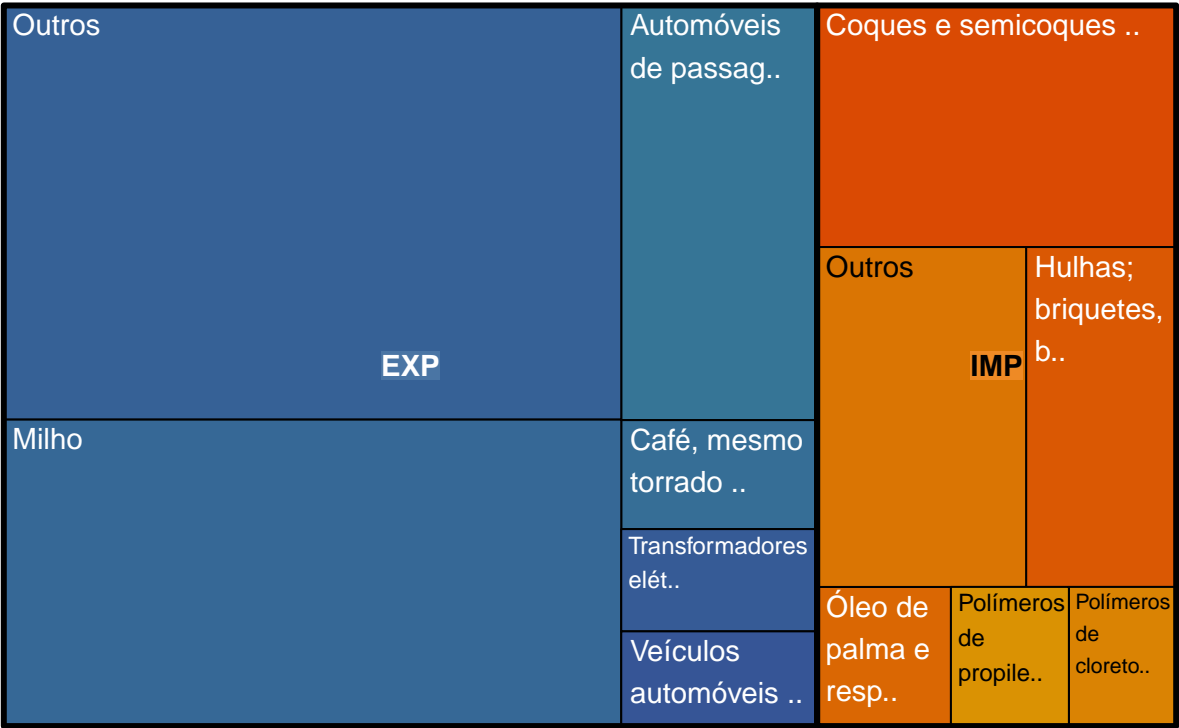 Outros
Automóveis
de passag..
Coques e semicoques ..
Outros
Hulhas;
briquetes,
b..
EXP
IMP
Milho
Café, mesmo
torrado ..
Transformadores
elét..
Veículos
automóveis ..
Óleo de
palma e
resp..
Polímeros
de
propile..
Polímeros
de
cloreto..